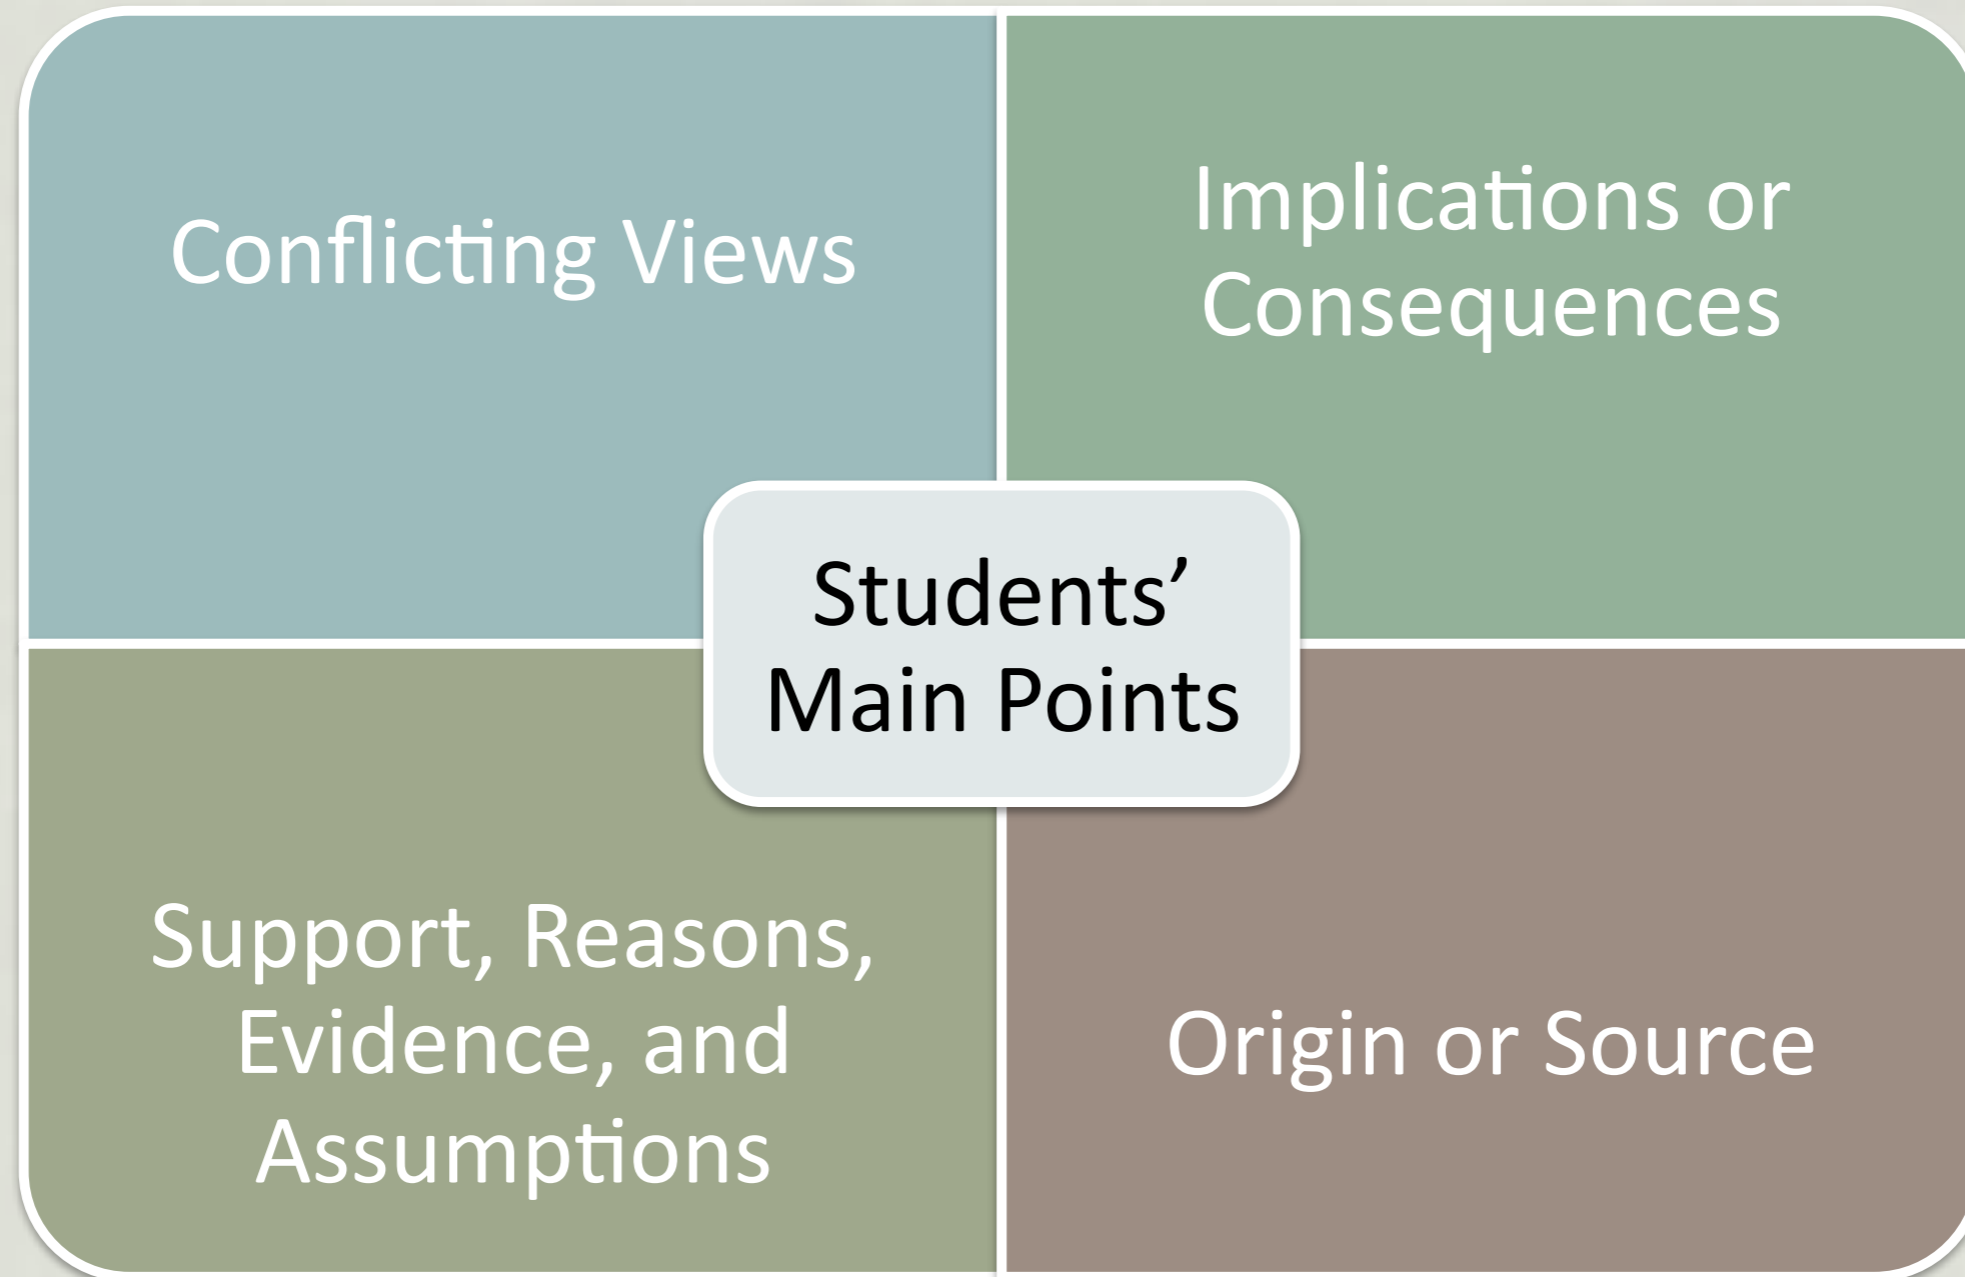 Conflicting Views
Implications or
Consequences
Students’
Main Points
Support, Reasons,
Evidence, and
Assumptions
Origin or Source